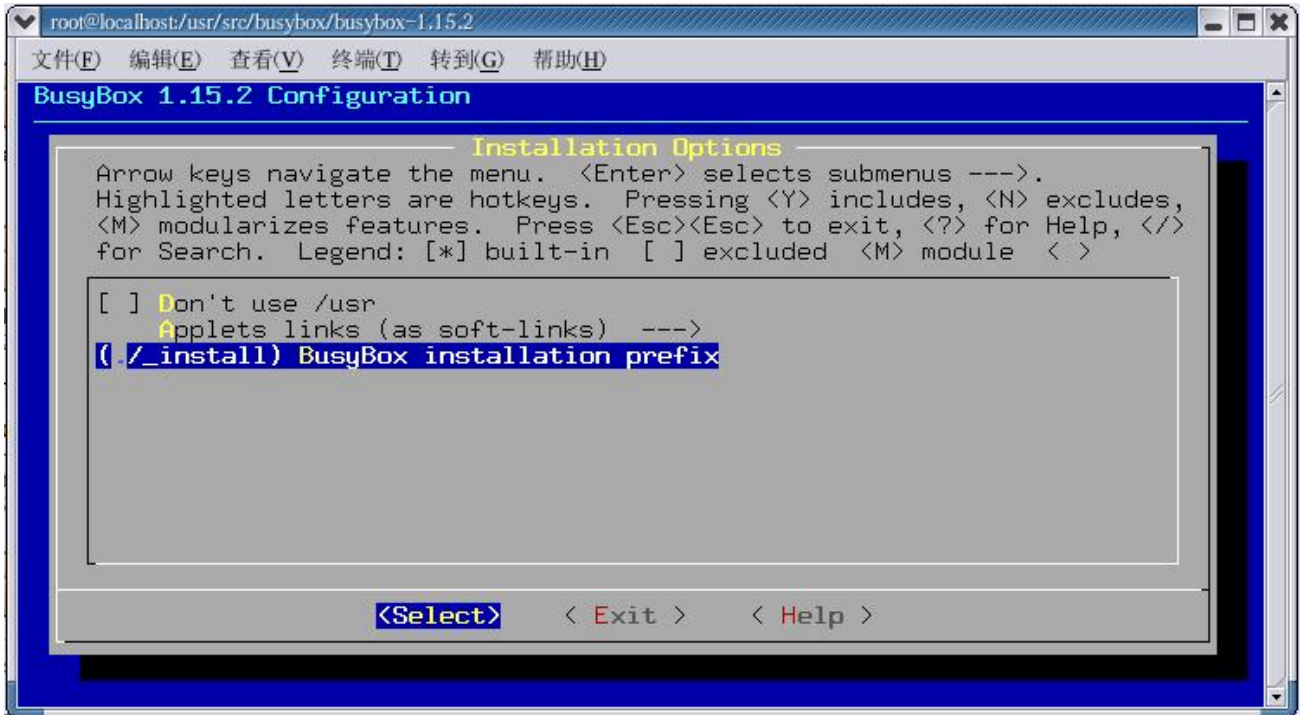 root@localhost:/usr/src/busybox/busybox-1.15.2
文件(F) 编辑(E) 查看(V) 终端(T) 转到(G) 帮助(H)
BusyBox 1.15.2 Configuration
Installation Options
Arrow keys navigate the menu. <Enter> selects submenus --->.
Highlighted letters are hotkeys. Pressing <Y> includes, <N> excludes,
<M> modularizes features. Press <Esc><Esc> to exit, <?> for Help, </>
for Search. Legend: [*] built-in [ ] excluded <M> module < >
[ ] Don't use /usr
Applets links (as soft-links) --->
(./_install) BusyBox installation prefix
<Select> < Exit > < Help >